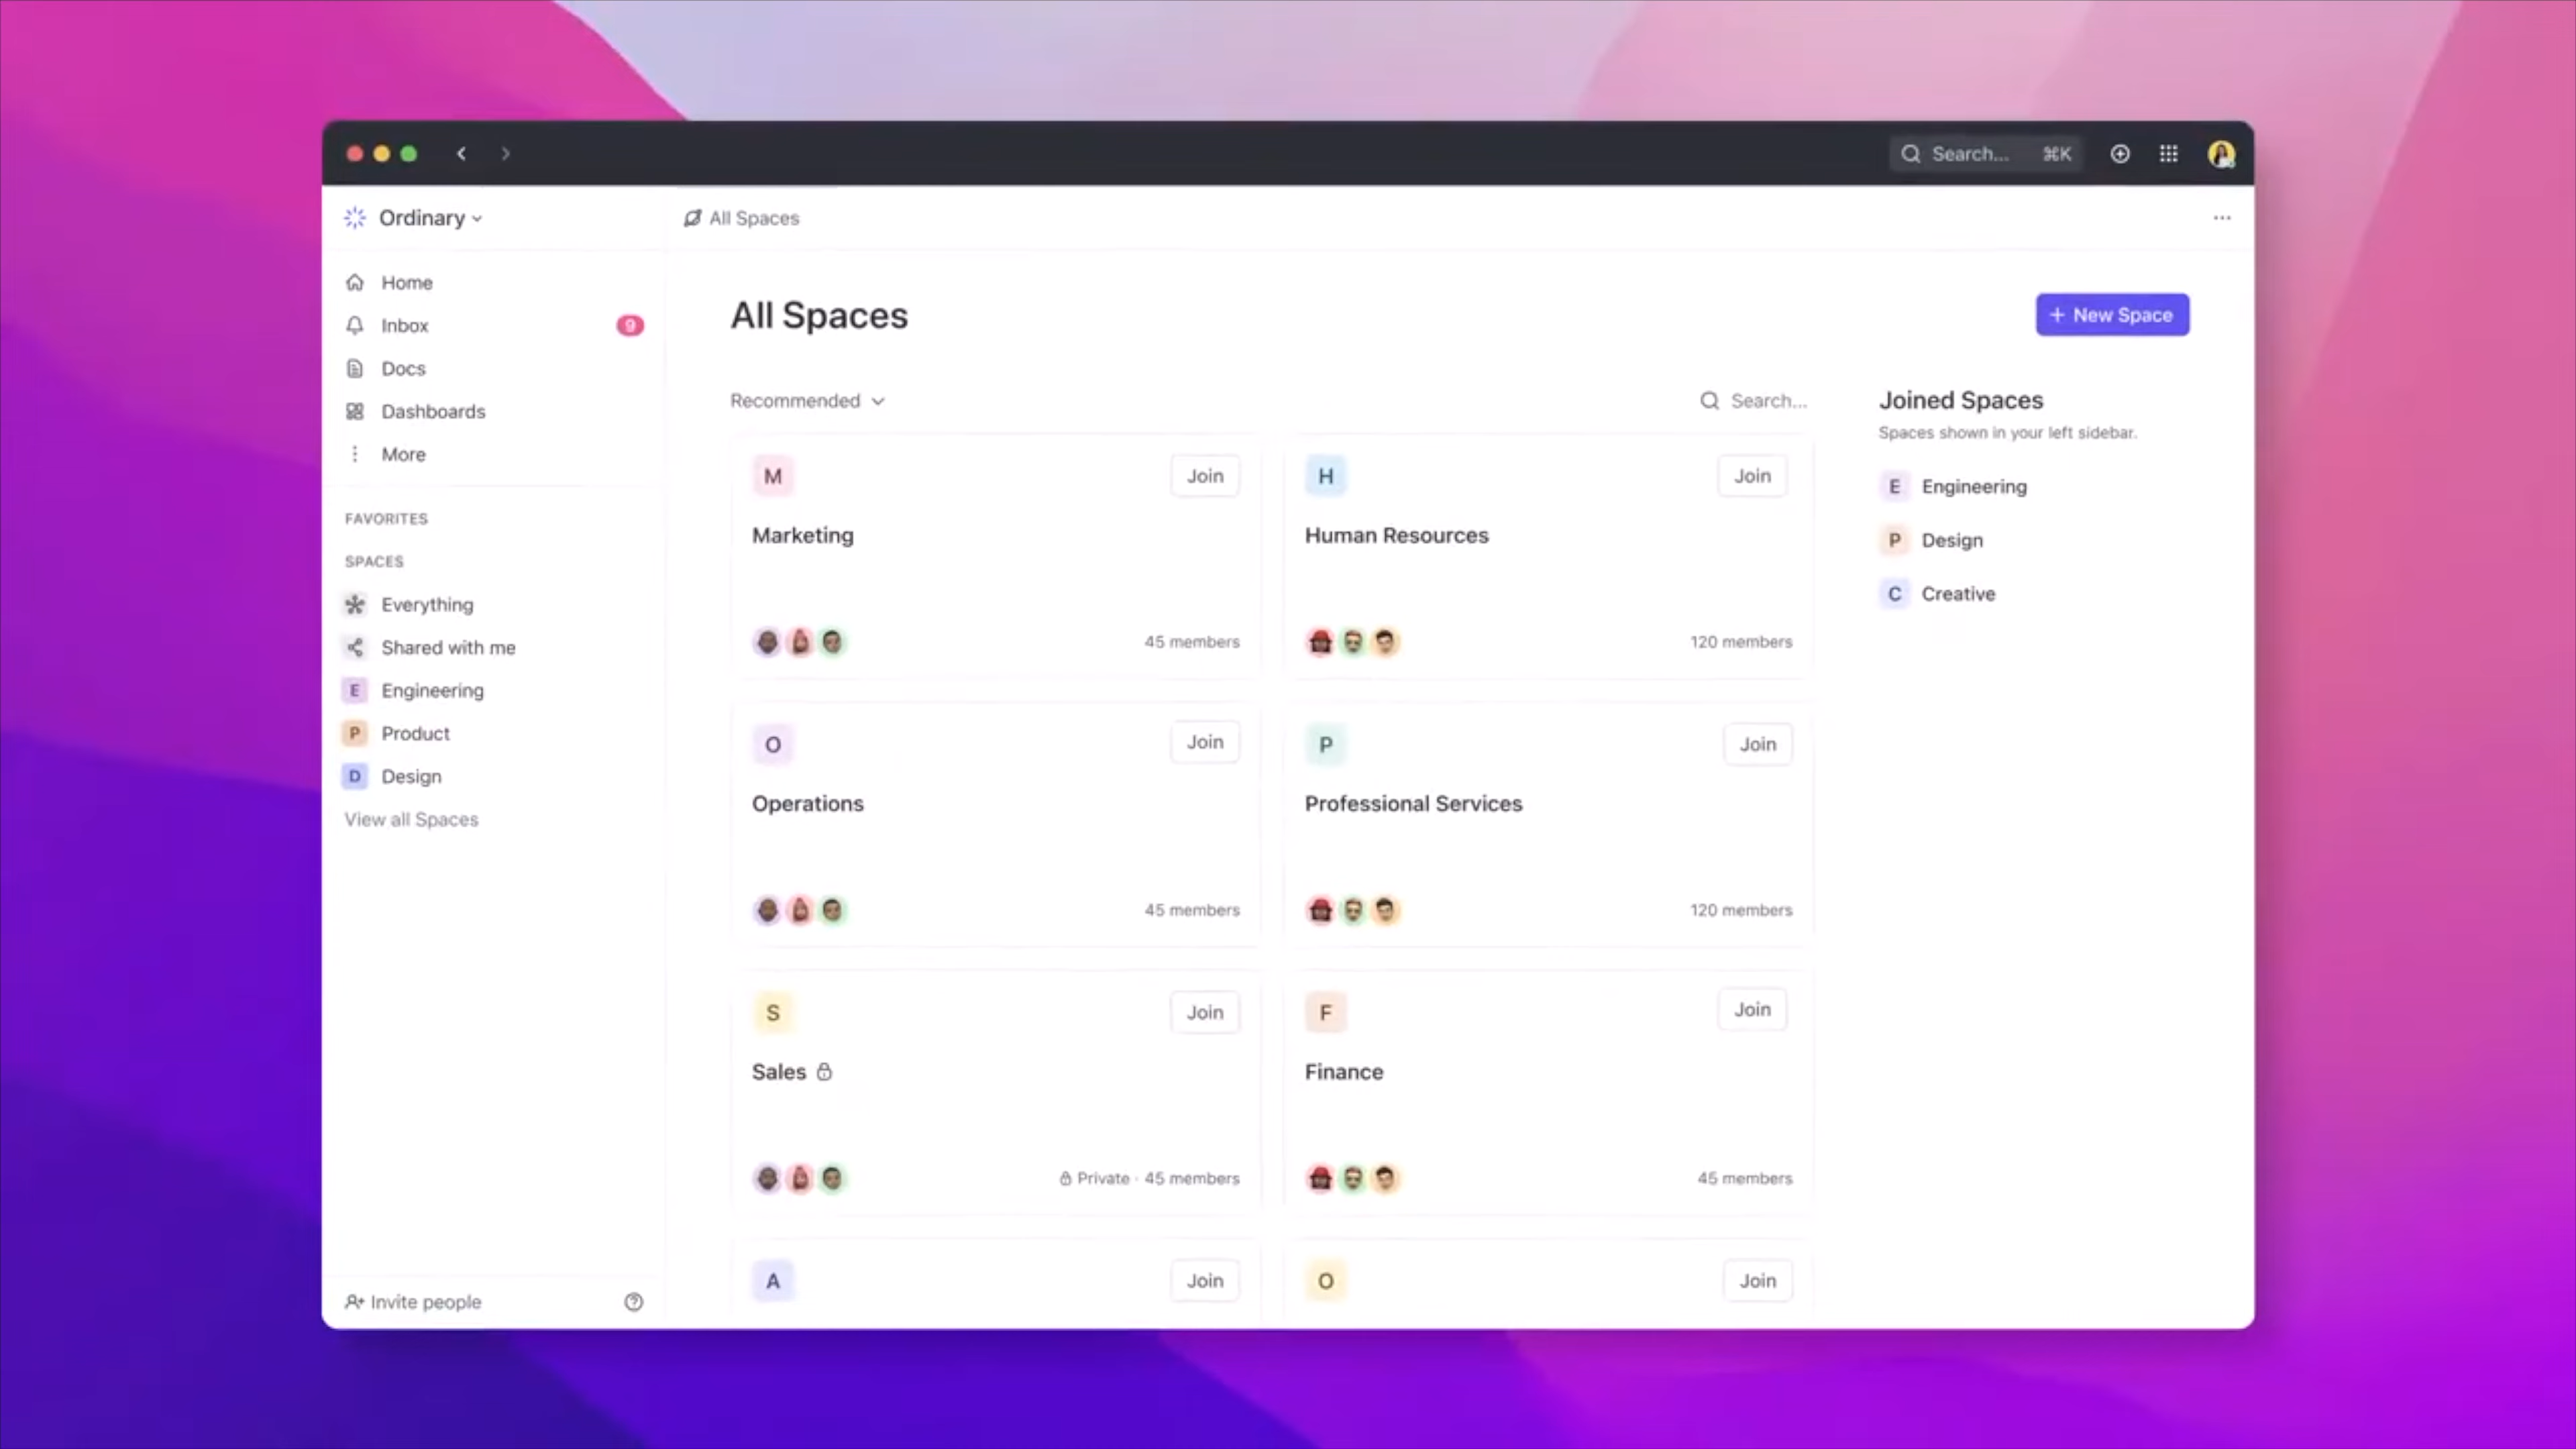 Search... ⌘K
Ordinary
All Spaces
Home
Inbox 9
Docs
Dashboards
More
FAVORITES
SPACES
Everything
Shared with me
E Engineering
P Product
D Design
View all Spaces
Invite people
All Spaces
+ New Space
Recommended
Search...
M Join
Marketing
45 members
H Join
Human Resources
120 members
O Join
Operations
45 members
P Join
Professional Services
120 members
S Join
Sales
Private · 45 members
F Join
Finance
45 members
A Join
O Join
Joined Spaces
Spaces shown in your left sidebar.
E Engineering
P Design
C Creative